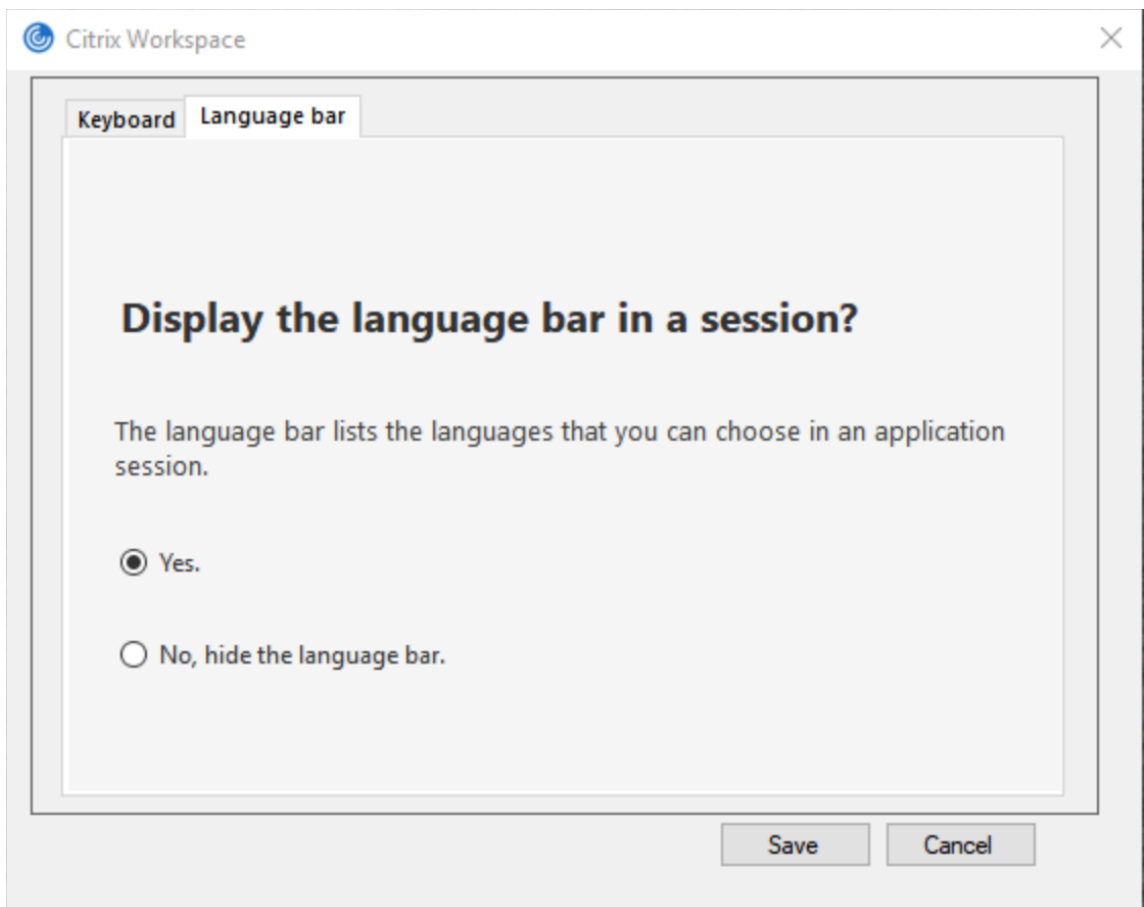 Citrix Workspace
Keyboard
Language bar
Display the language bar in a session?
The language bar lists the languages that you can choose in an application
session.
Yes.
No, hide the language bar.
Save
Cancel